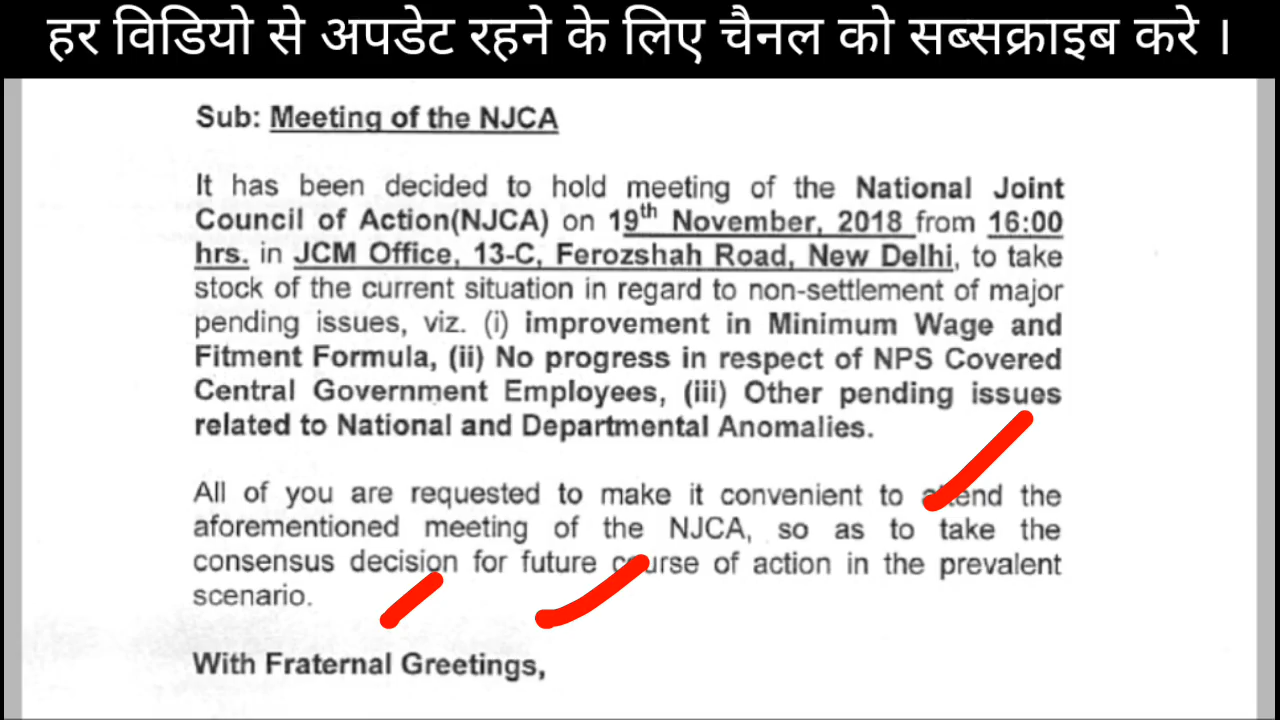 हर विडियो से अपडेट रहने के लिए चैनल को सब्सक्राइब करे ।
Sub: Meeting of the NJCA
It has been decided to hold meeting of the National Joint
Council of Action(NJCA) on 19th November, 2018 from 16:00
hrs. in JCM Office, 13-C, Ferozshah Road, New Delhi, to take
stock of the current situation in regard to non-settlement of major
pending issues, viz. (i) improvement in Minimum Wage and
Fitment Formula, (ii) No progress in respect of NPS Covered
Central Government Employees, (iii) Other pending issues
related to National and Departmental Anomalies.
All of you are requested to make it convenient to attend the
aforementioned meeting of the NJCA, so as to take the
consensus decision for future course of action in the prevalent
scenario.
With Fraternal Greetings,